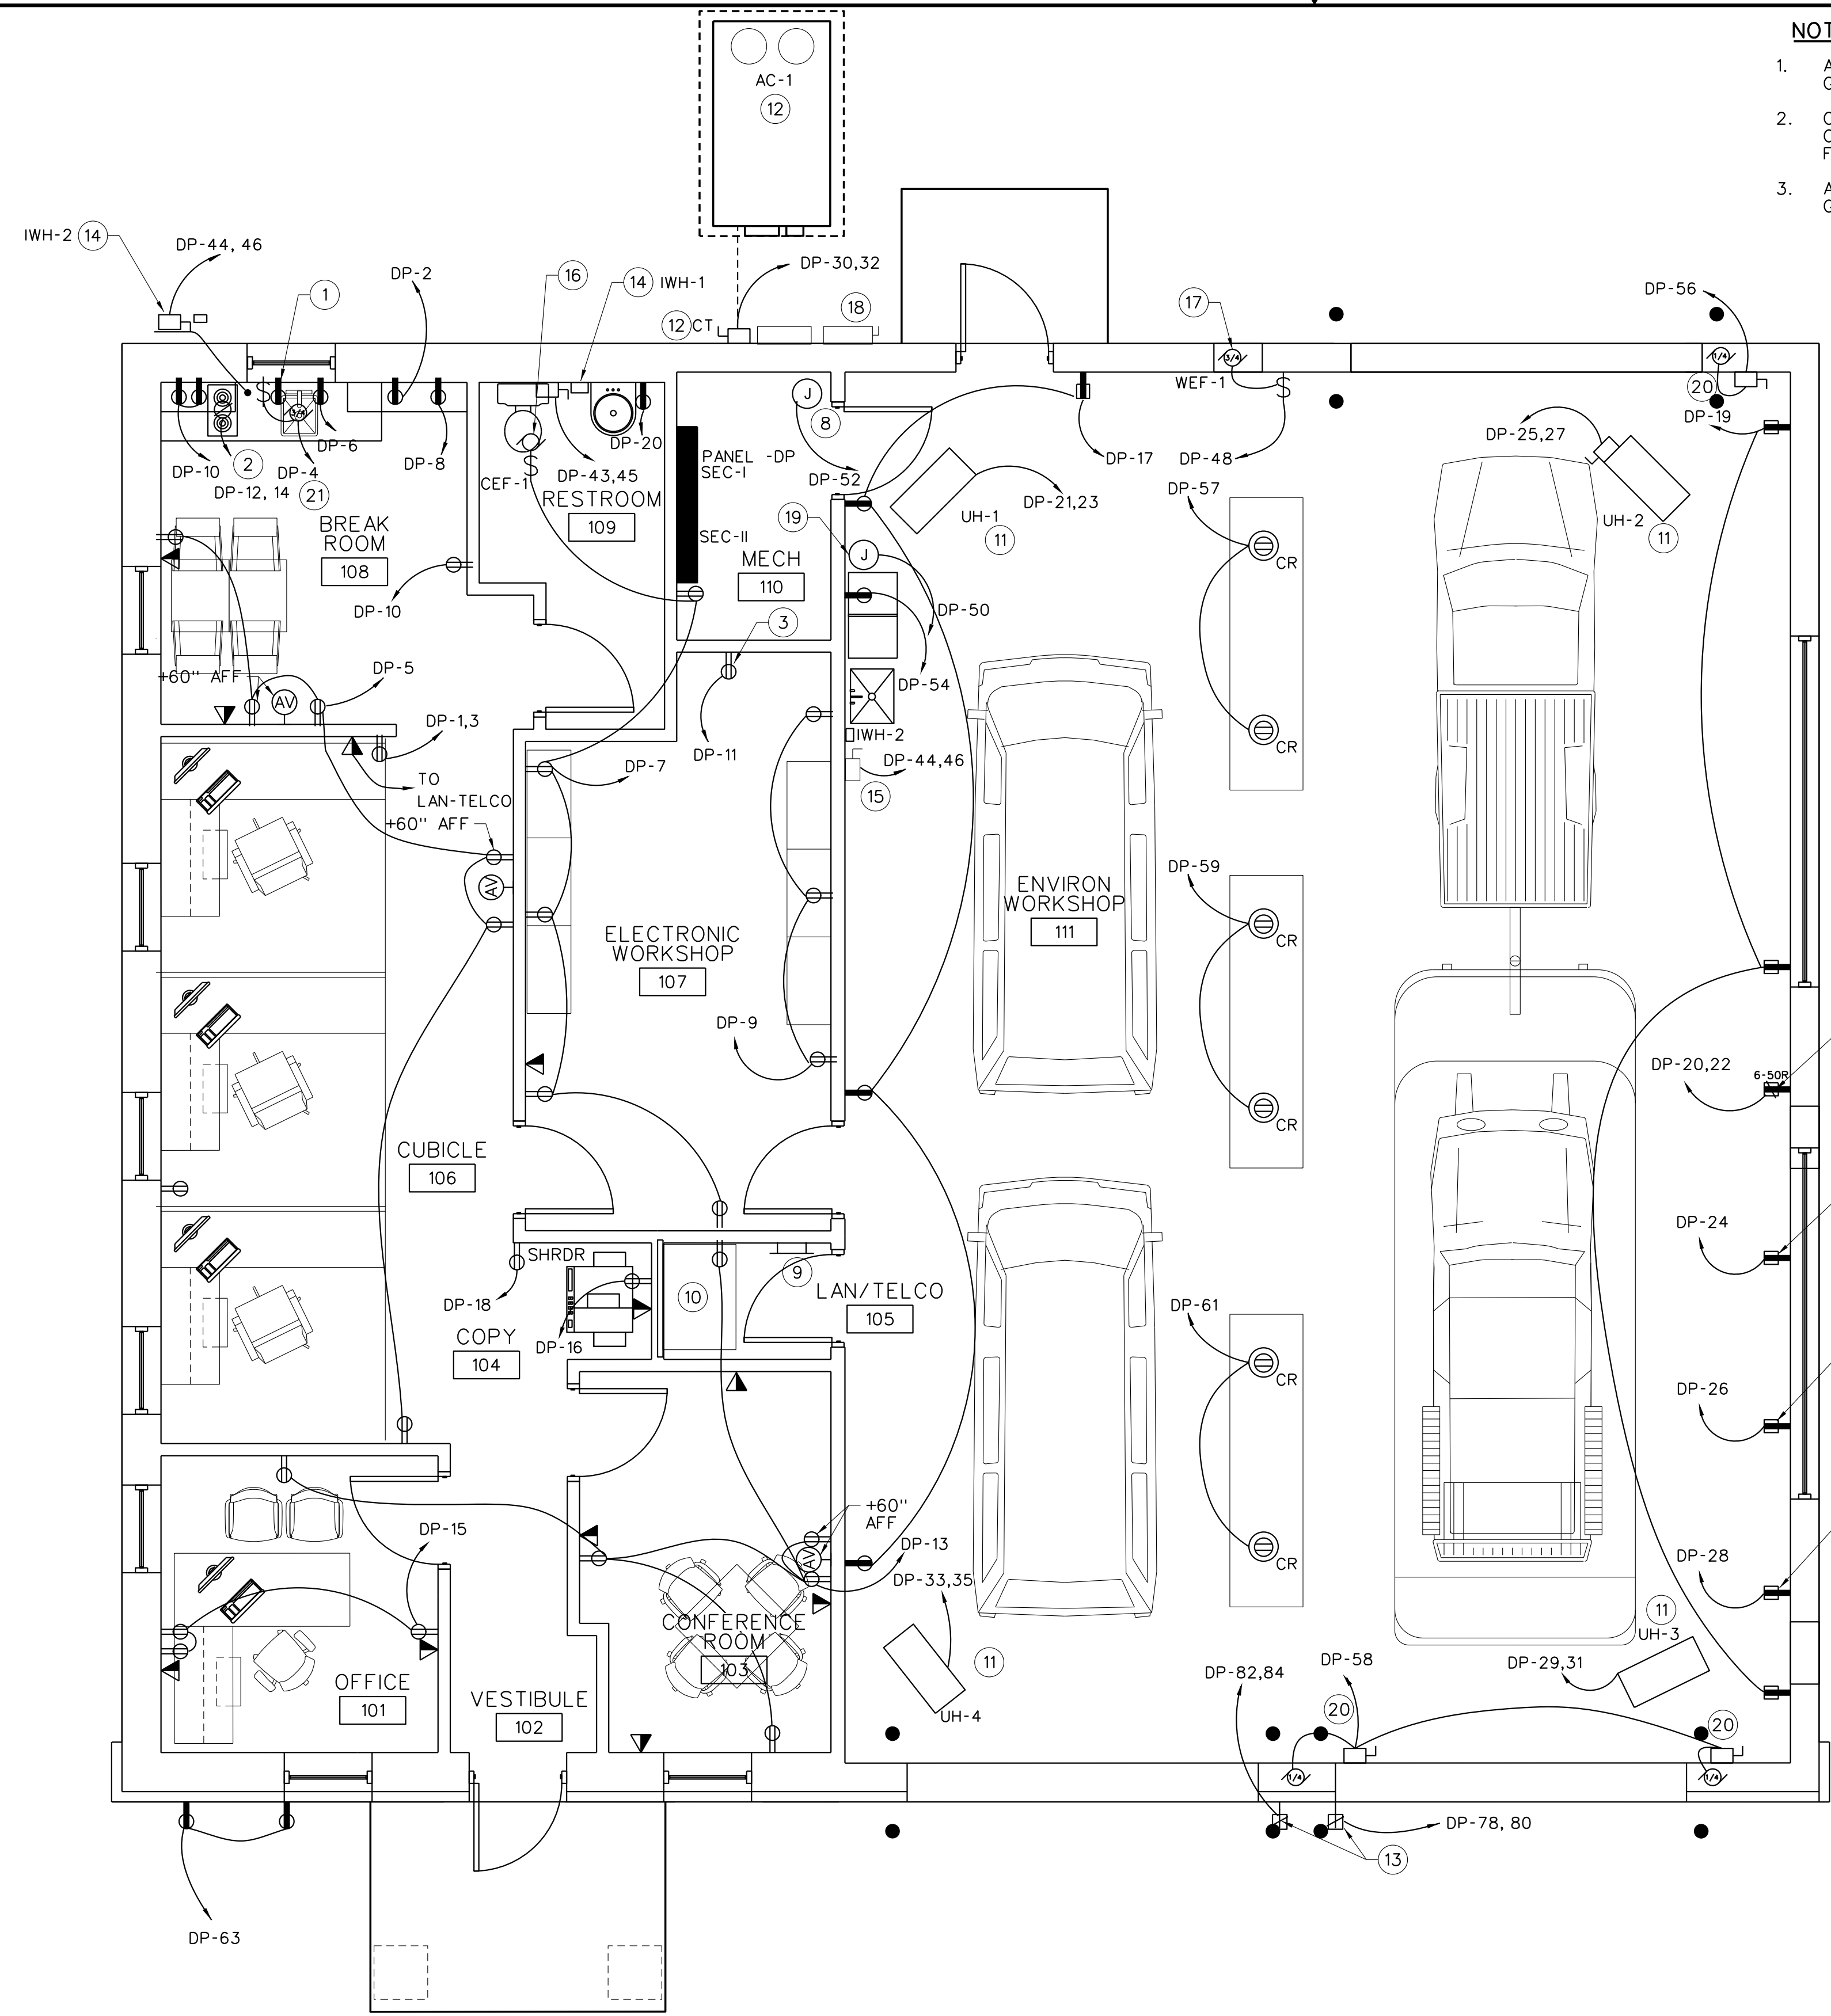 NOT
1. A
G
2. C
C
F
3. A
G
AC-1
12
IWH-2 14
DP-44, 46
DP-2
1
16
14 IWH-1
DP-30,32
12 CT
18
17
DP-56
3/4
1/4
WEF-1
20
DP-19
3/4
J
8
DP-6
DP-10
2
DP-4
DP-12, 14
21
DP-8
DP-20
CEF-1
DP-43,45
RESTROOM
109
PANEL -DP
SEC-I
SEC-II
DP-52
DP-17
DP-48
DP-25,27
UH-2
11
DP-21,23
UH-1
11
DP-57
CR
CR
19
J
BREAK
ROOM
108
MECH
110
DP-10
3
DP-50
DP-54
+60" AFF
AV
DP-5
DP-1,3
DP-11
IWH-2
DP-44,46
15
DP-7
TO
LAN-TELCO
+60" AFF
AV
ENVIRON
WORKSHOP
111
DP-59
CR
CR
ELECTRONIC
WORKSHOP
107
DP-9
DP-20,22
6-50R
CUBICLE
106
DP-24
SHRDR
9
10
LAN/TELCO
105
DP-18
COPY
104
DP-16
DP-61
CR
CR
DP-26
+60"
AFF
AV
DP-13
DP-15
DP-33,35
DP-28
CONFERENCE
ROOM
103
11
UH-4
11
UH-3
DP-29,31
DP-82,84
DP-58
20
20
OFFICE
101
VESTIBULE
102
1/4
1/4
DP-78, 80
13
DP-63